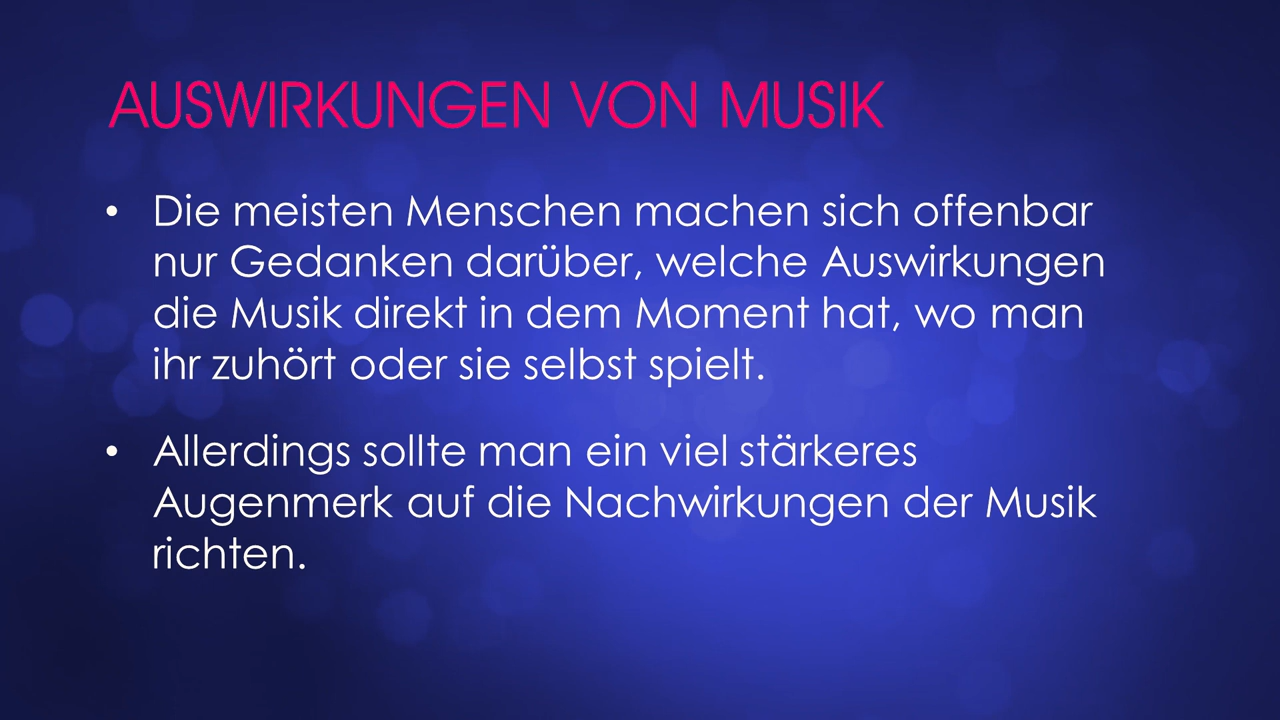 AUSWIRKUNGEN VON MUSIK
• Die meisten Menschen machen sich offenbar
nur Gedanken darüber, welche Auswirkungen
die Musik direkt in dem Moment hat, wo man
ihr zuhört oder sie selbst spielt.
• Allerdings sollte man ein viel stärkeres
Augenmerk auf die Nachwirkungen der Musik
richten.